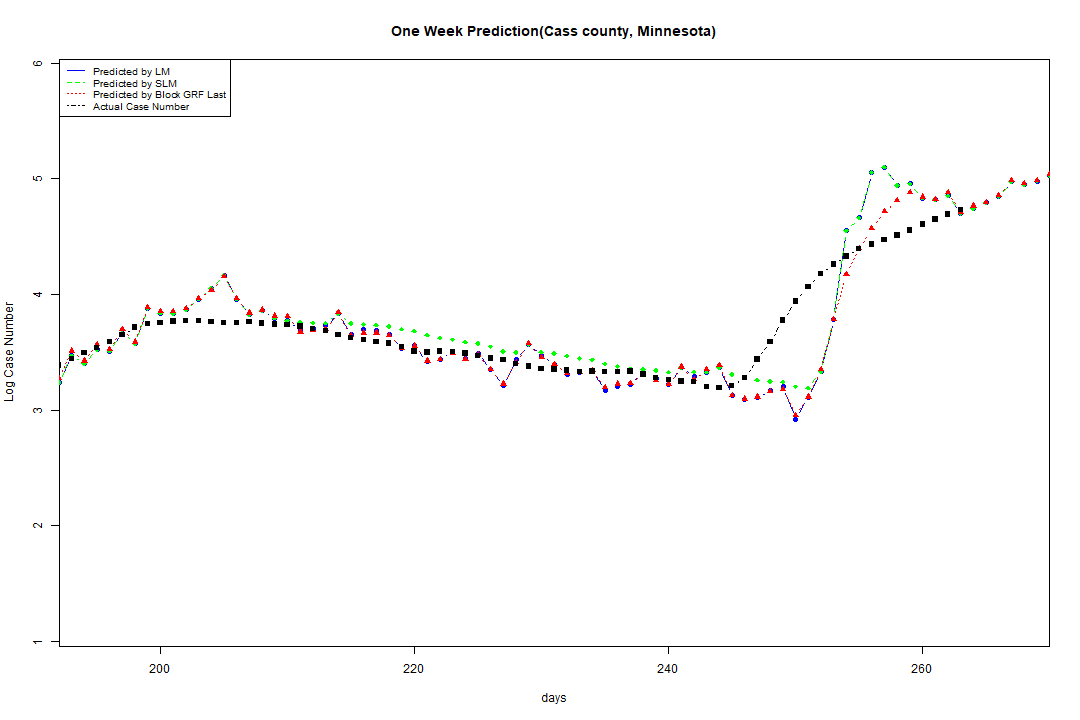 One Week Prediction(Cass county, Minnesota)
Predicted by LM
Predicted by SLM
Predicted by Block GRF Last
Actual Case Number
6
5
4
3
2
1
Log Case Number
200
220
240
260
days